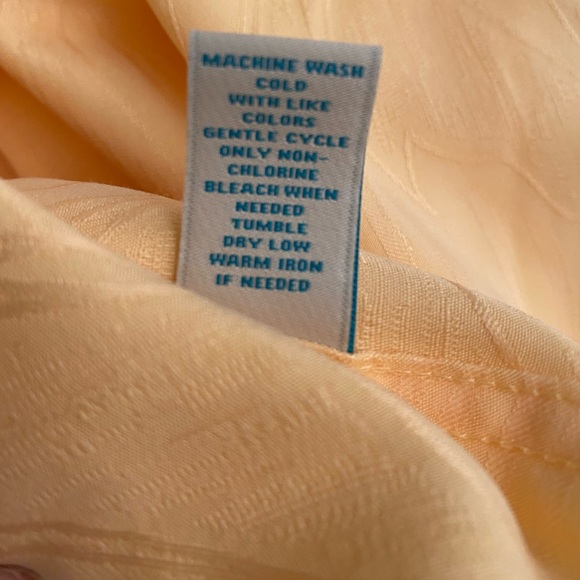 MACHINE WASH
COLD
WITH LIKE
COLORS
GENTLE CYCLE
ONLY NON-
CHLORINE
BLEACH WHEN
NEEDED
TUMBLE
DRY LOW
WARM IRON
IF NEEDED